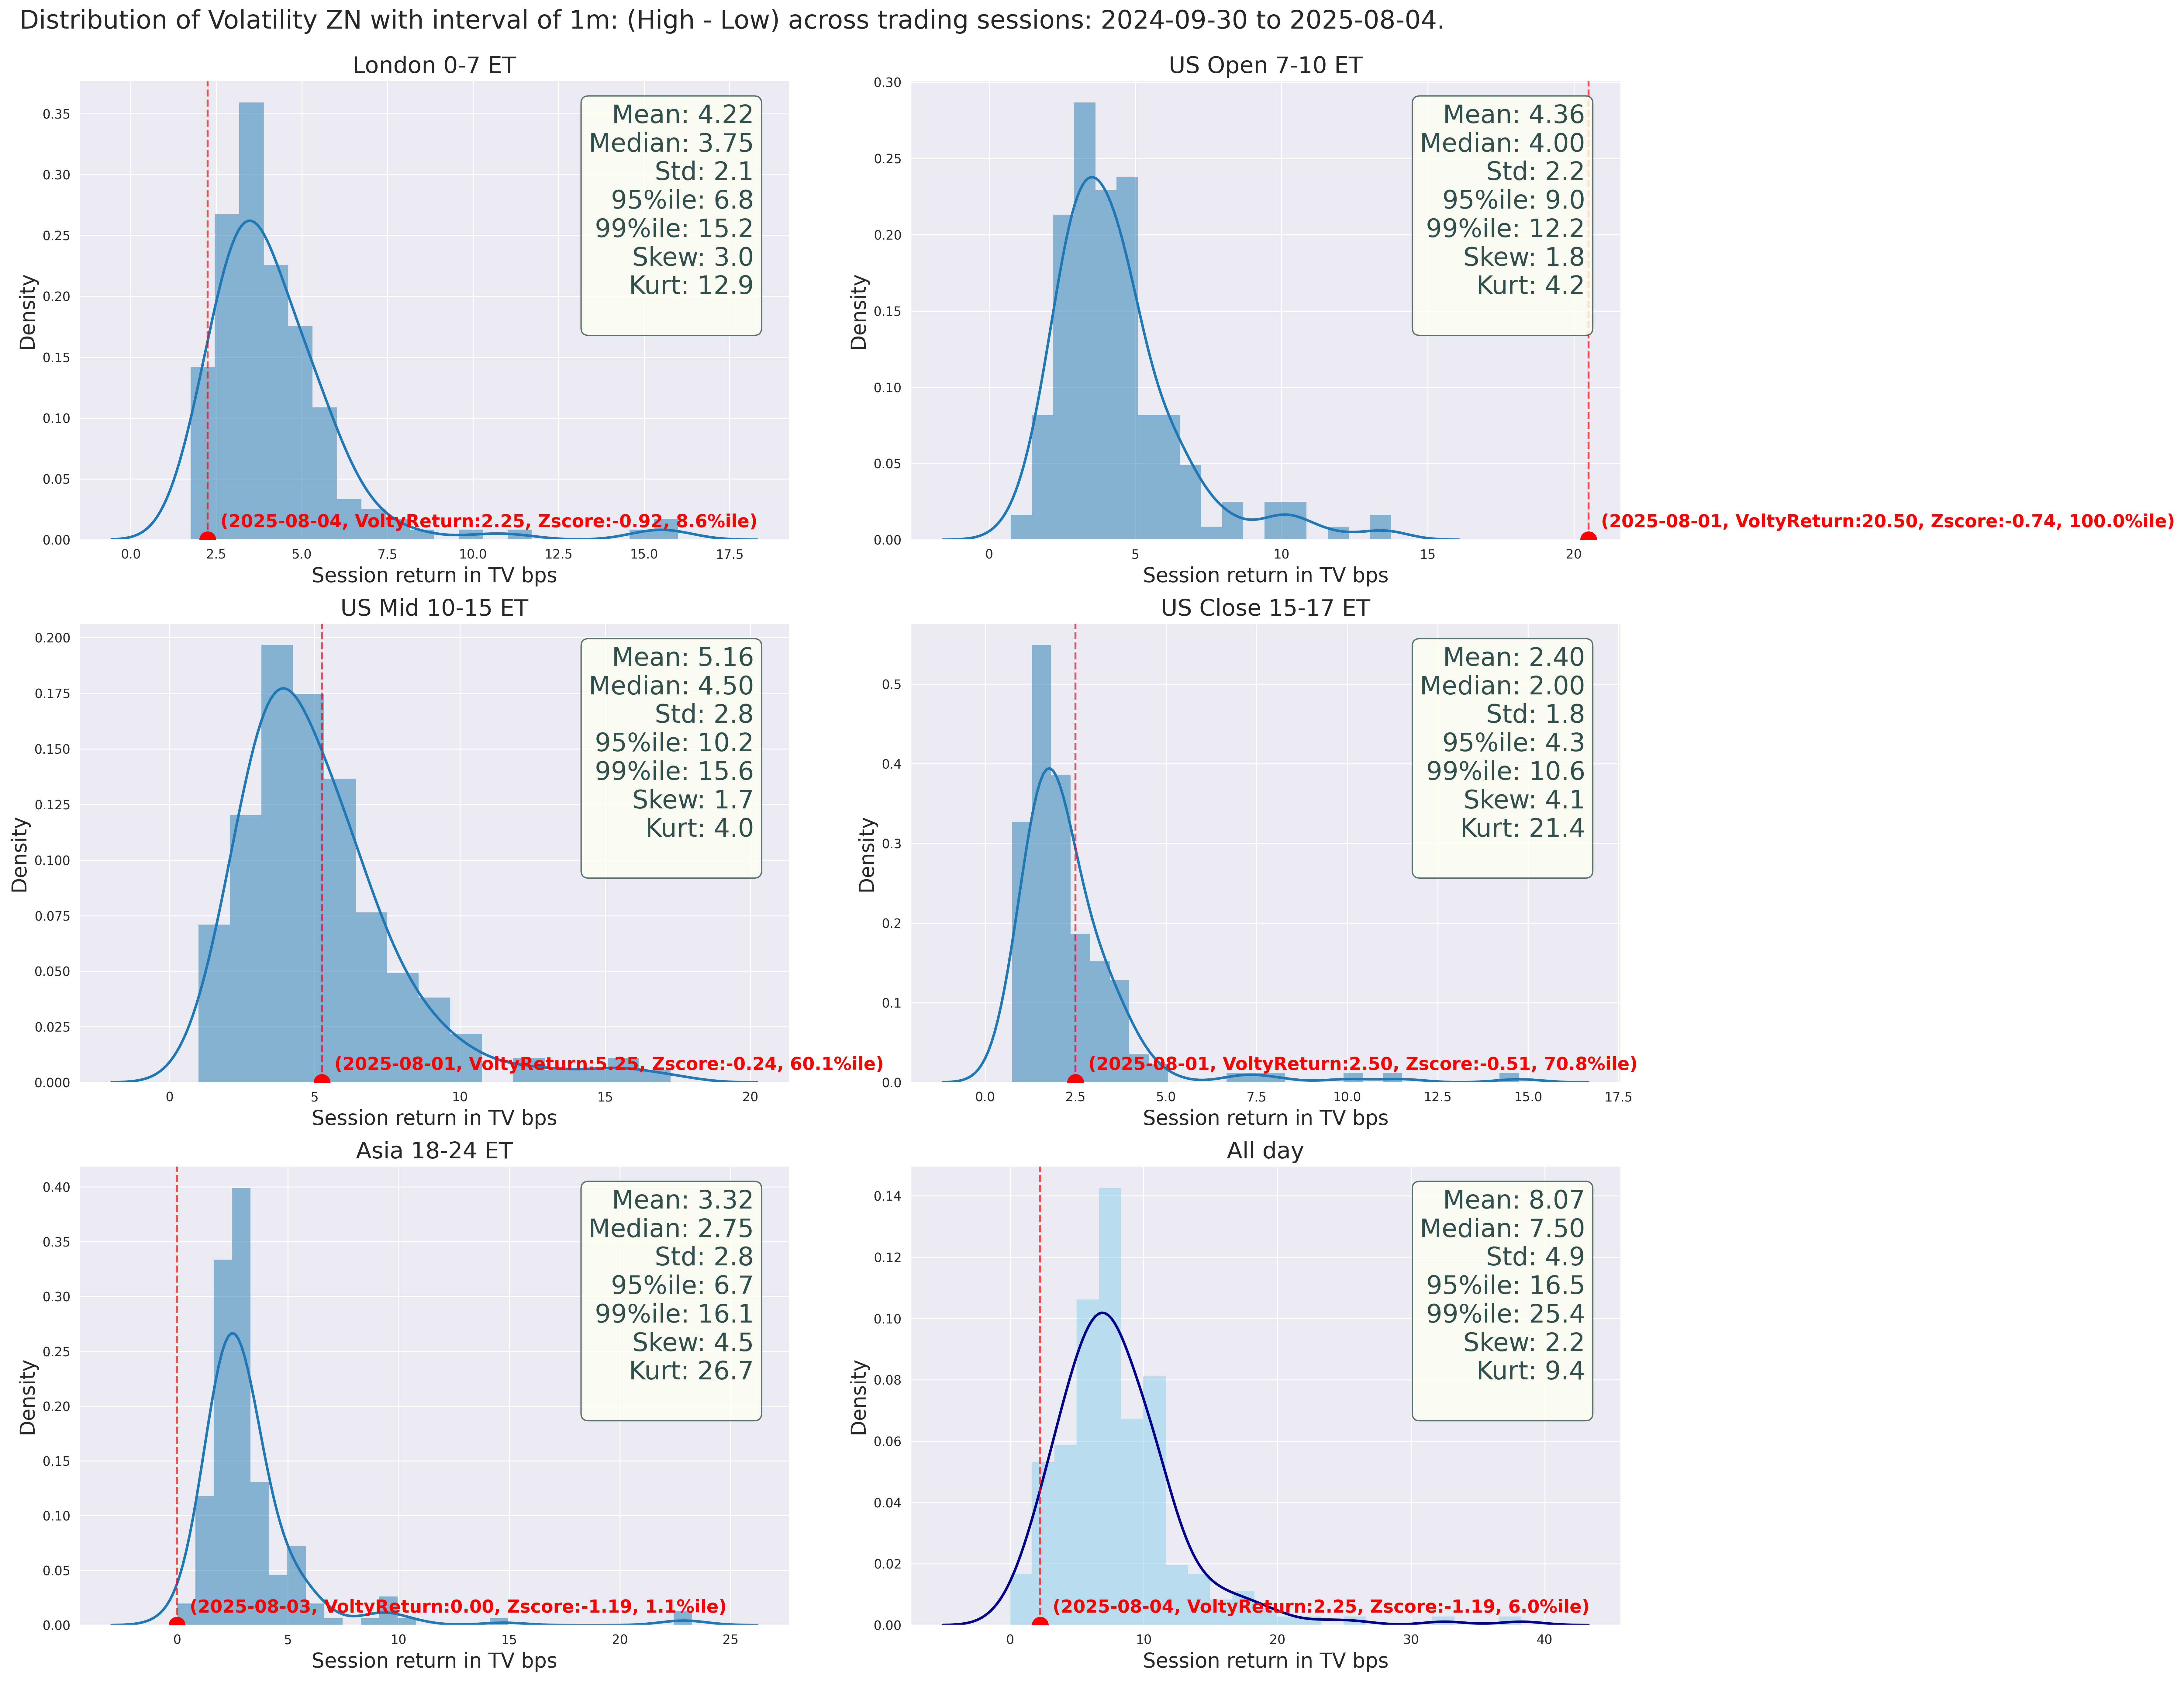 Distribution of Volatility ZN with interval of 1m: (High - Low) across trading sessions: 2024-09-30 to 2025-08-04.
London 0-7 ET
Density
0.35
0.30
0.25
0.20
0.15
0.10
0.05
0.00
Mean: 4.22
Median: 3.75
Std: 2.1
95%ile: 6.8
99%ile: 15.2
Skew: 3.0
Kurt: 12.9
(2025-08-04, VoltyReturn:2.25, Zscore:-0.92, 8.6%ile)
0.0 2.5 5.0 7.5 10.0 12.5 15.0 17.5
Session return in TV bps
US Open 7-10 ET
Density
0.30
0.25
0.20
0.15
0.10
0.05
0.00
Mean: 4.36
Median: 4.00
Std: 2.2
95%ile: 9.0
99%ile: 12.2
Skew: 1.8
Kurt: 4.2
(2025-08-01, VoltyReturn:20.50, Zscore:-0.74, 100.0%ile)
0 5 10 15 20
Session return in TV bps
US Mid 10-15 ET
Density
0.200
0.175
0.150
0.125
0.100
0.075
0.050
0.025
0.000
Mean: 5.16
Median: 4.50
Std: 2.8
95%ile: 10.2
99%ile: 15.6
Skew: 1.7
Kurt: 4.0
(2025-08-01, VoltyReturn:5.25, Zscore:-0.24, 60.1%ile)
0 5 10 15 20
Session return in TV bps
US Close 15-17 ET
Density
0.5
0.4
0.3
0.2
0.1
0.0
Mean: 2.40
Median: 2.00
Std: 1.8
95%ile: 4.3
99%ile: 10.6
Skew: 4.1
Kurt: 21.4
(2025-08-01, VoltyReturn:2.50, Zscore:-0.51, 70.8%ile)
0.0 2.5 5.0 7.5 10.0 12.5 15.0 17.5
Session return in TV bps
Asia 18-24 ET
Density
0.40
0.35
0.30
0.25
0.20
0.15
0.10
0.05
0.00
Mean: 3.32
Median: 2.75
Std: 2.8
95%ile: 6.7
99%ile: 16.1
Skew: 4.5
Kurt: 26.7
(2025-08-03, VoltyReturn:0.00, Zscore:-1.19, 1.1%ile)
0 5 10 15 20 25
Session return in TV bps
All day
Density
0.14
0.12
0.10
0.08
0.06
0.04
0.02
0.00
Mean: 8.07
Median: 7.50
Std: 4.9
95%ile: 16.5
99%ile: 25.4
Skew: 2.2
Kurt: 9.4
(2025-08-04, VoltyReturn:2.25, Zscore:-1.19, 6.0%ile)
0 10 20 30 40
Session return in TV bps